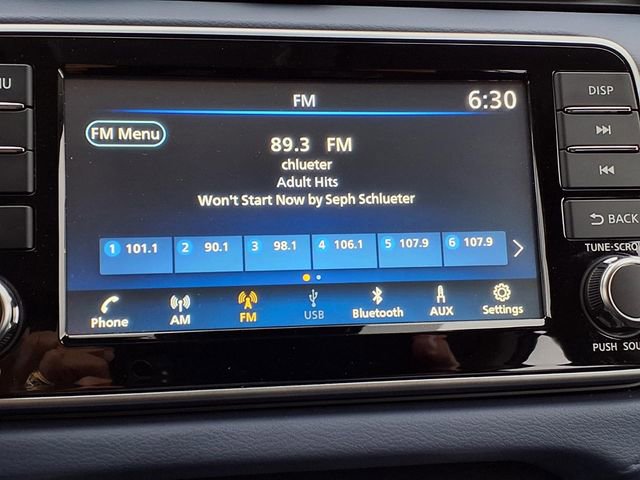 FM
6:30
DISP
FM Menu
89.3 FM
chlueter
Adult Hits
Won't Start Now by Seph Schlueter
BACK
TUNE-SCRO
1 101.1 2 90.1 3 98.1 4 106.1 5 107.9 6 107.9
Phone AM FM USB Bluetooth AUX Settings
PUSH SOU